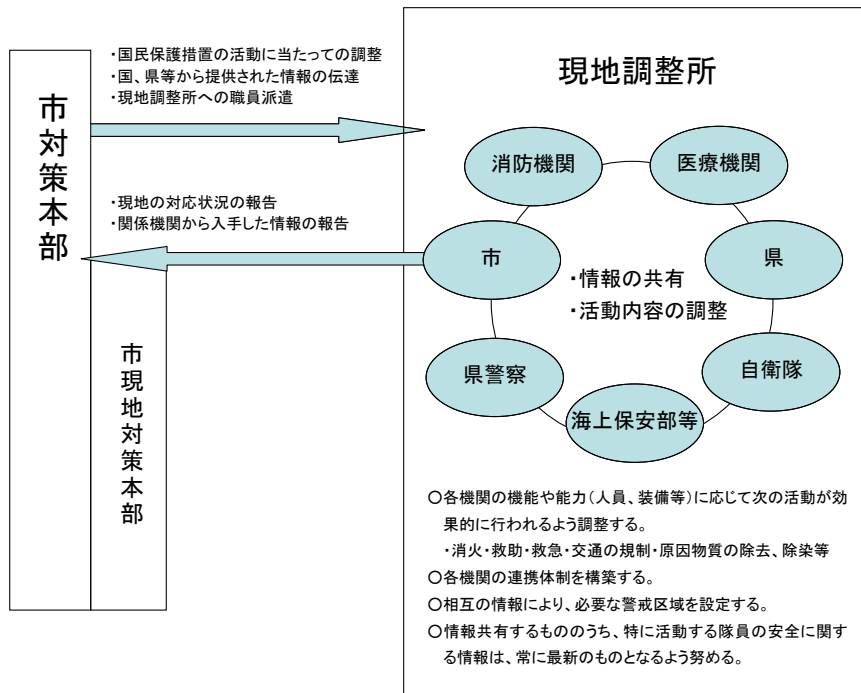 ・国民保護措置の活動に当たっての調整
・国、県等から提供された情報の伝達
・現地調整所への職員派遣
市対策本部
・現地の対応状況の報告
・関係機関から入手した情報の報告
市現地対策本部
現地調整所
消防機関
医療機関
市
県
・情報の共有
・活動内容の調整
県警察
自衛隊
海上保安部等
○各機関の機能や能力(人員、装備等)に応じて次の活動が効
果的に行われるよう調整する。
・消火・救助・救急・交通の規制・原因物質の除去、除染等
○各機関の連携体制を構築する。
○相互の情報により、必要な警戒区域を設定する。
○情報共有するもののうち、特に活動する隊員の安全に関す
る情報は、常に最新のものとなるよう努める。